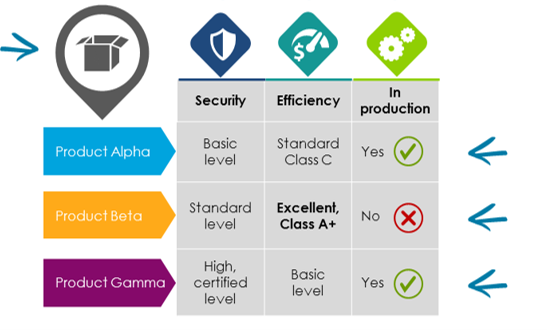 Security Efficiency In
production
Product Alpha Basic
level Standard
Class C Yes
Product Beta Standard
level Excellent,
Class A+ No
Product Gamma High,
certified
level Basic
level Yes
$